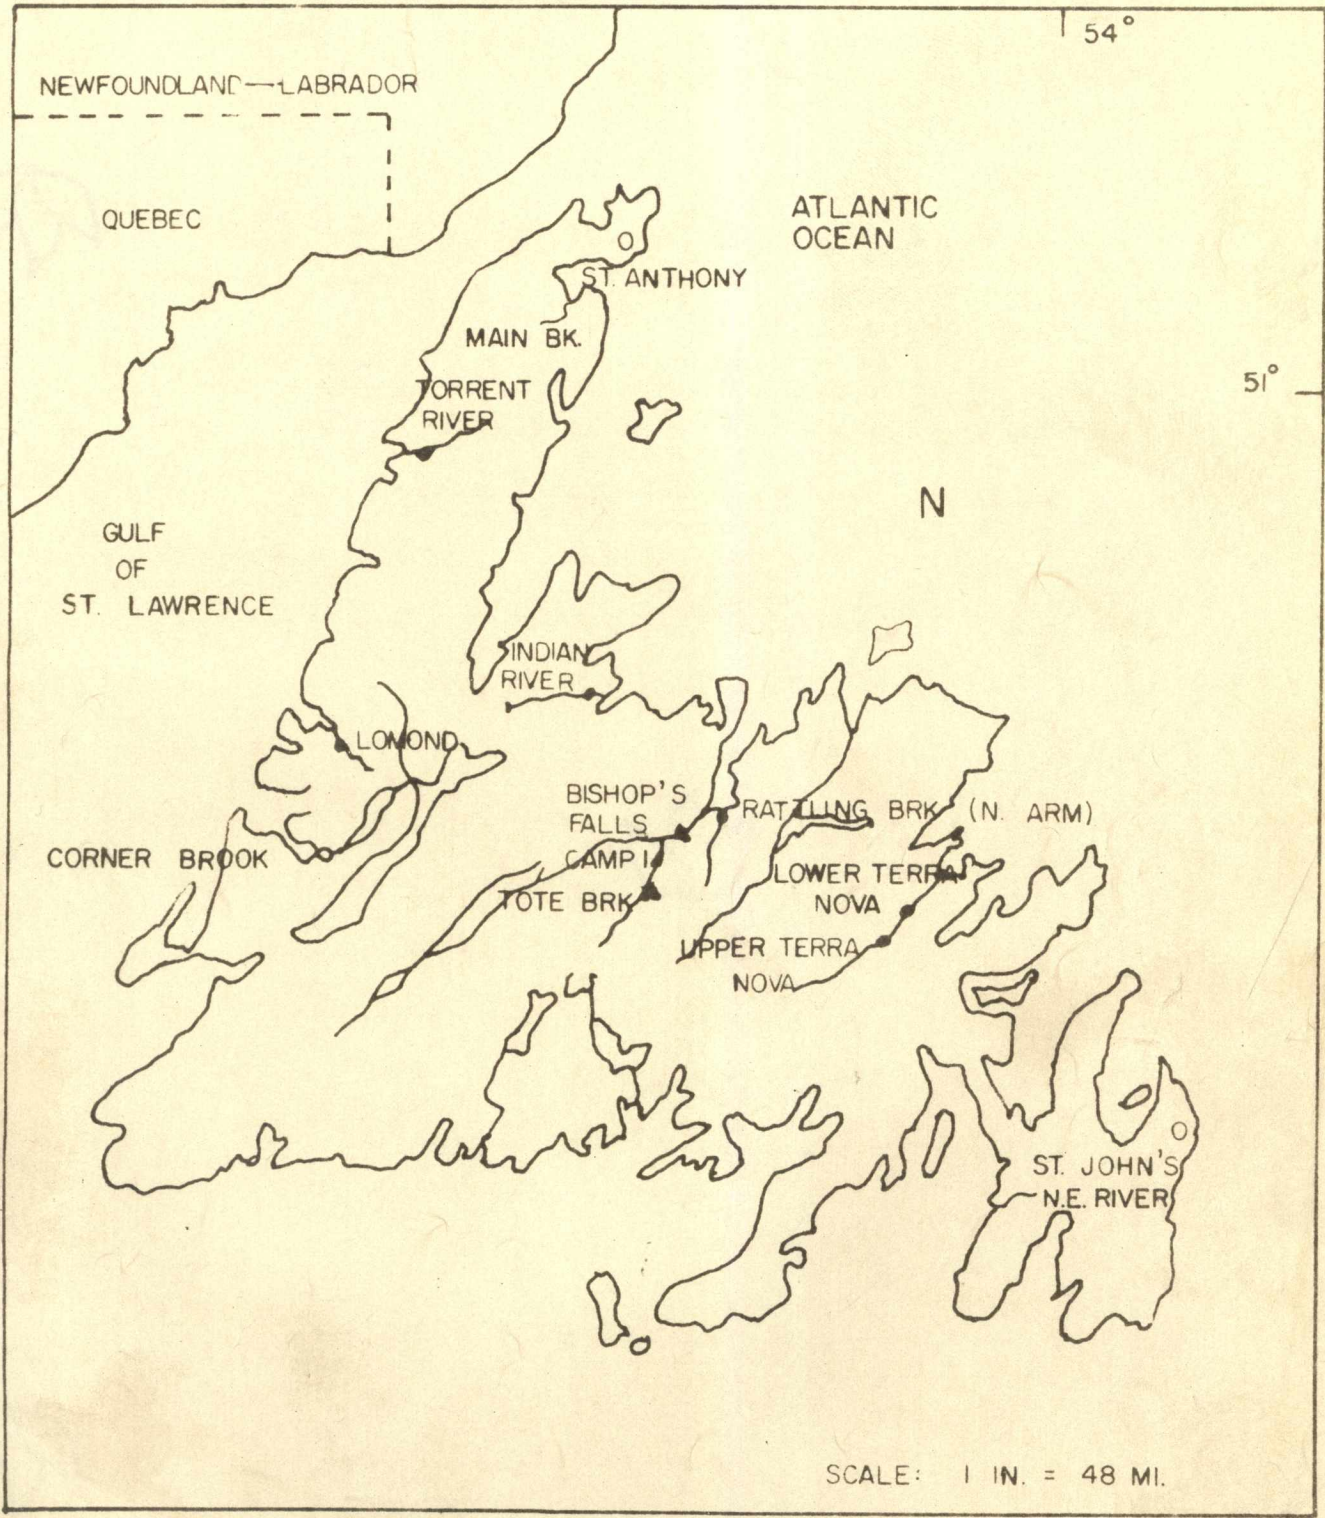 54°
NEWFOUNDLAND—LABRADOR
QUEBEC
ATLANTIC
OCEAN
ST. ANTHONY
MAIN BK.
TORRENT
RIVER
51°
N
GULF
OF
ST. LAWRENCE
INDIAN
RIVER
LOMOND
BISHOP'S
FALLS
RATTLING BRK. (N. ARM)
CORNER BROOK
CAMP 1
LOWER TERRA
NOVA
TOTE BRK.
UPPER TERRA
NOVA
ST. JOHN'S
N.E. RIVER
SCALE: 1 IN. = 48 MI.